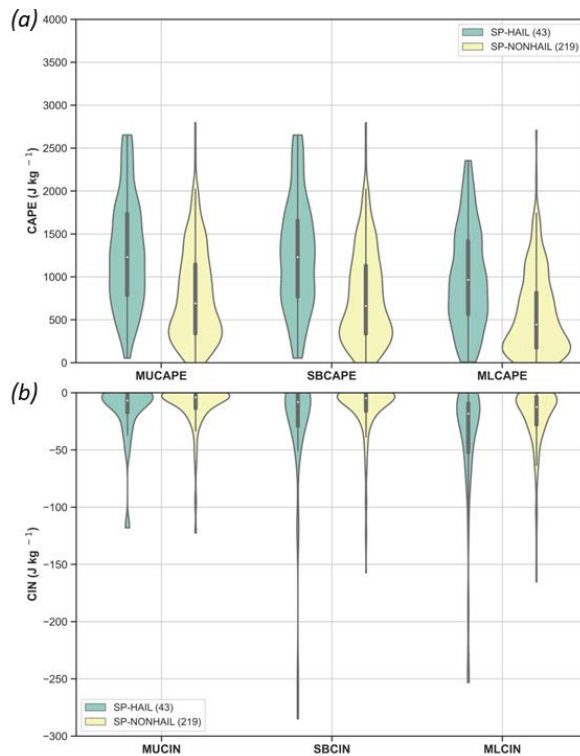 (a)
4000
SP-HAIL (43)
SP-NONHAIL (219)
3500
3000
2500
2000
1500
1000
500
0
CAPE (J kg −1)
MUCAPE SBCAPE MLCAPE
(b)
0
−50
−100
−150
−200
−250
−300
CIN (J kg −1)
SP-HAIL (43)
SP-NONHAIL (219)
MUCIN SBCIN MLCIN